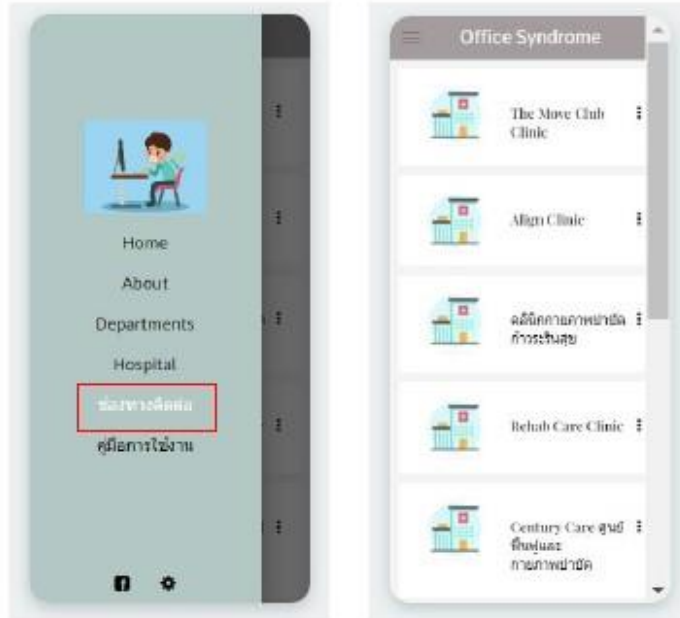 Home
About
Departments
Hospital
ช่องทางติดต่อ
คู่มือการใช้งาน
Office Syndrome
The Move Club
Clinic
Align Clinic
คลินิกกายภาพบำบัด
ก้าวระรินสุข
Rehab Care Clinic
Century Care ศูนย์
ฟื้นฟูและ
กายภาพบำบัด